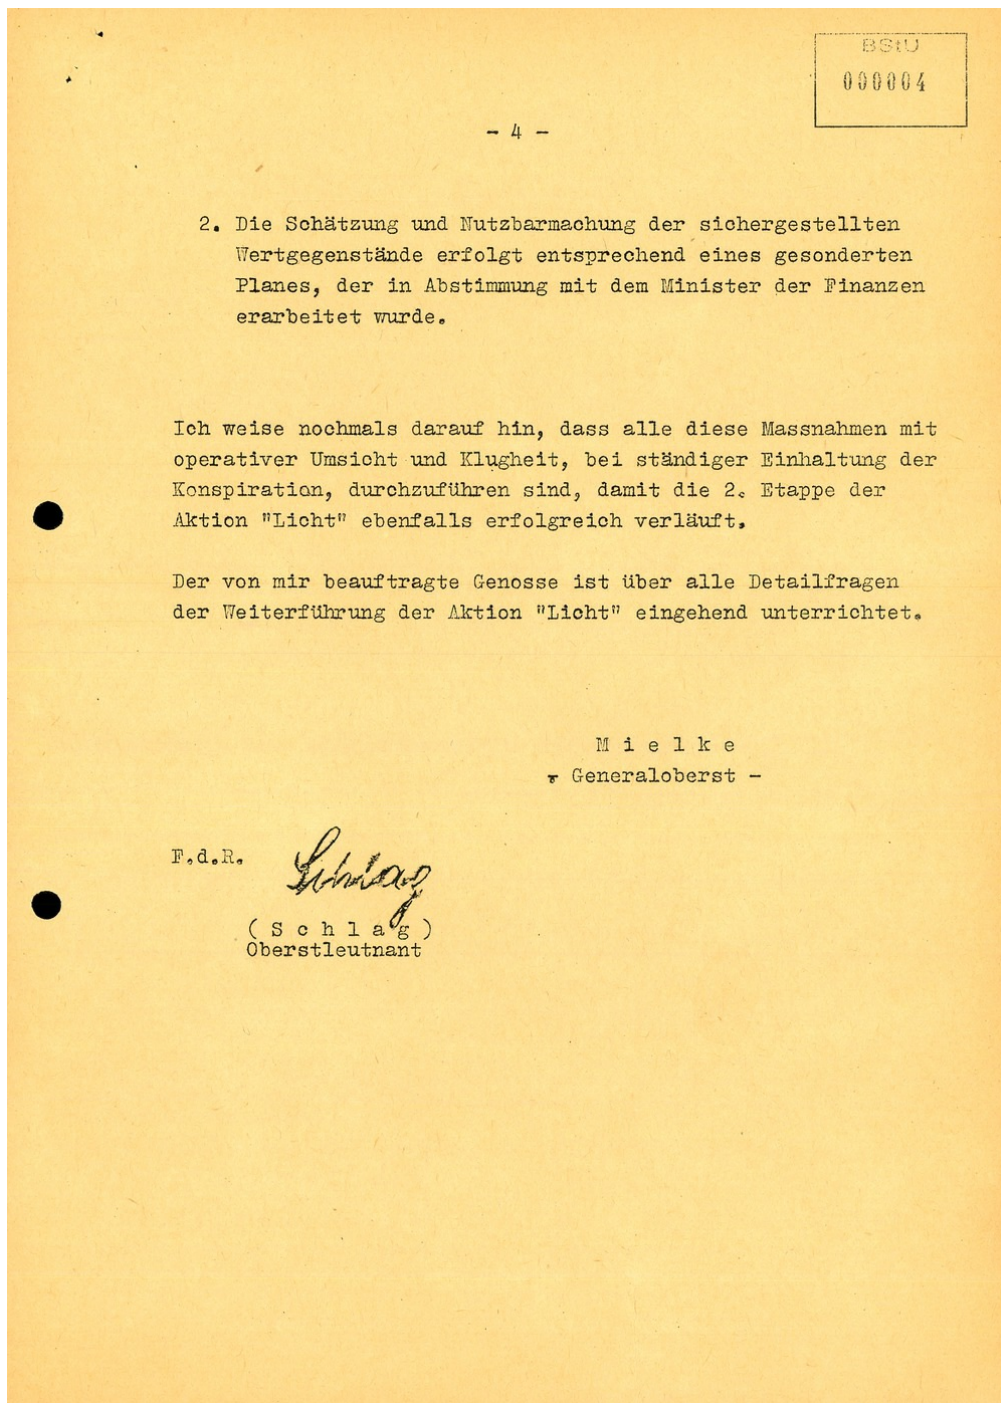 BStU
000004
- 4 -
2. Die Schätzung und Nutzbarmachung der sichergestellten
Wertgegenstände erfolgt entsprechend eines gesonderten
Planes, der in Abstimmung mit dem Minister der Finanzen
erarbeitet wurde.
Ich weise nochmals darauf hin, dass alle diese Massnahmen mit
operativer Umsicht und Klugheit, bei ständiger Einhaltung der
Konspiration, durchzuführen sind, damit die 2. Etappe der
Aktion "Licht" ebenfalls erfolgreich verläuft.
Der von mir beauftragte Genosse ist über alle Detailfragen
der Weiterführung der Aktion "Licht" eingehend unterrichtet.
M i e l k e
- Generaloberst -
F.d.R. Schlag
( S c h l a g )
Oberstleutnant